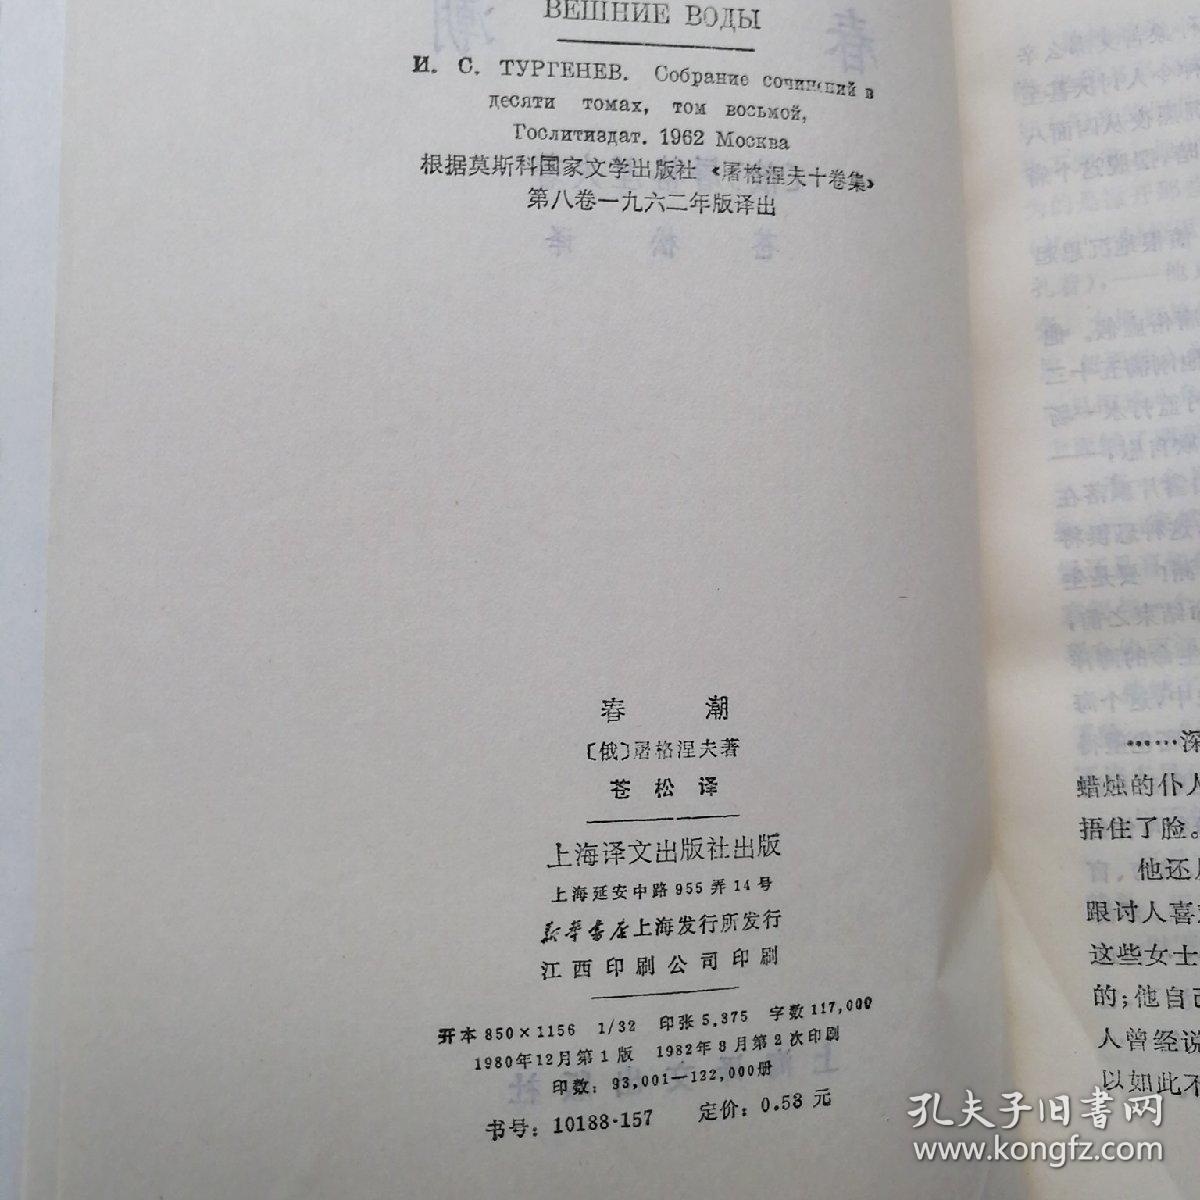 ВЕШНИЕ ВОДЫ
И. С. ТУРГЕНЕВ. Собрание сочинений в
десяти томах, том восьмой,
Гослитиздат. 1962 Москва
根据莫斯科国家文学出版社《屠格涅夫十卷集》
第八卷一九六二年版译出
春 潮
〔俄〕屠格涅夫著
苍松译
上海译文出版社出版
上海延安中路955弄14号
新华书店上海发行所发行
江西印刷公司印刷
开本850×1156 1/32 印张5.375 字数117,000
1980年12月第1版 1982年8月第2次印刷
印数：93,001—122,000册
书号：10188·157 定价：0.53元
……深
蜡烛的仆人
捂住了脸。
他还
跟讨人喜
这些女士
的；他自己
人曾经说
以如此不
孔夫子旧书网
www.kongfz.com